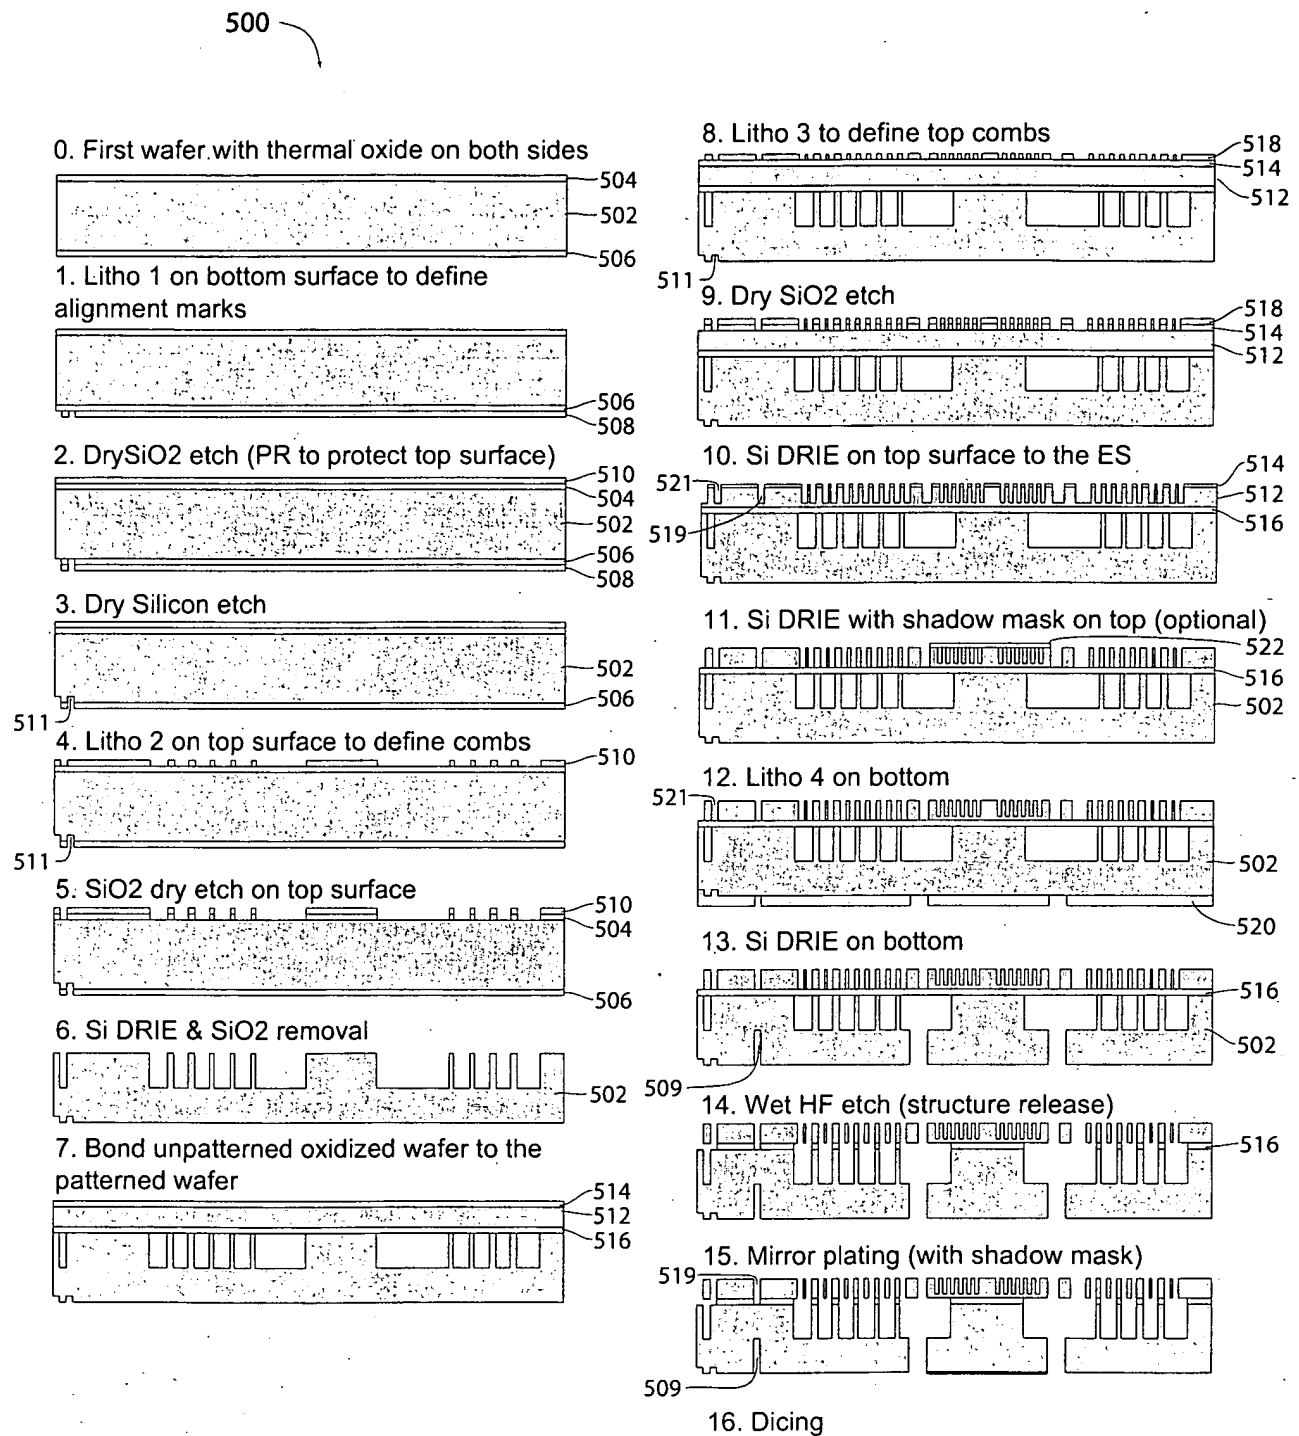 500
0. First wafer with thermal oxide on both sides
504
502
506
1. Litho 1 on bottom surface to define
alignment marks
506
508
2. DrySiO2 etch (PR to protect top surface)
510
504
502
506
508
3. Dry Silicon etch
502
506
511
4. Litho 2 on top surface to define combs
510
511
5. SiO2 dry etch on top surface
510
504
506
6. Si DRIE & SiO2 removal
502
7. Bond unpatterned oxidized wafer to the
patterned wafer
514
512
516
8. Litho 3 to define top combs
518
514
512
511
9. Dry SiO2 etch
518
514
512
10. Si DRIE on top surface to the ES
521
514
512
519
516
11. Si DRIE with shadow mask on top (optional)
522
516
502
12. Litho 4 on bottom
521
502
520
13. Si DRIE on bottom
516
502
509
14. Wet HF etch (structure release)
516
15. Mirror plating (with shadow mask)
519
509
16. Dicing